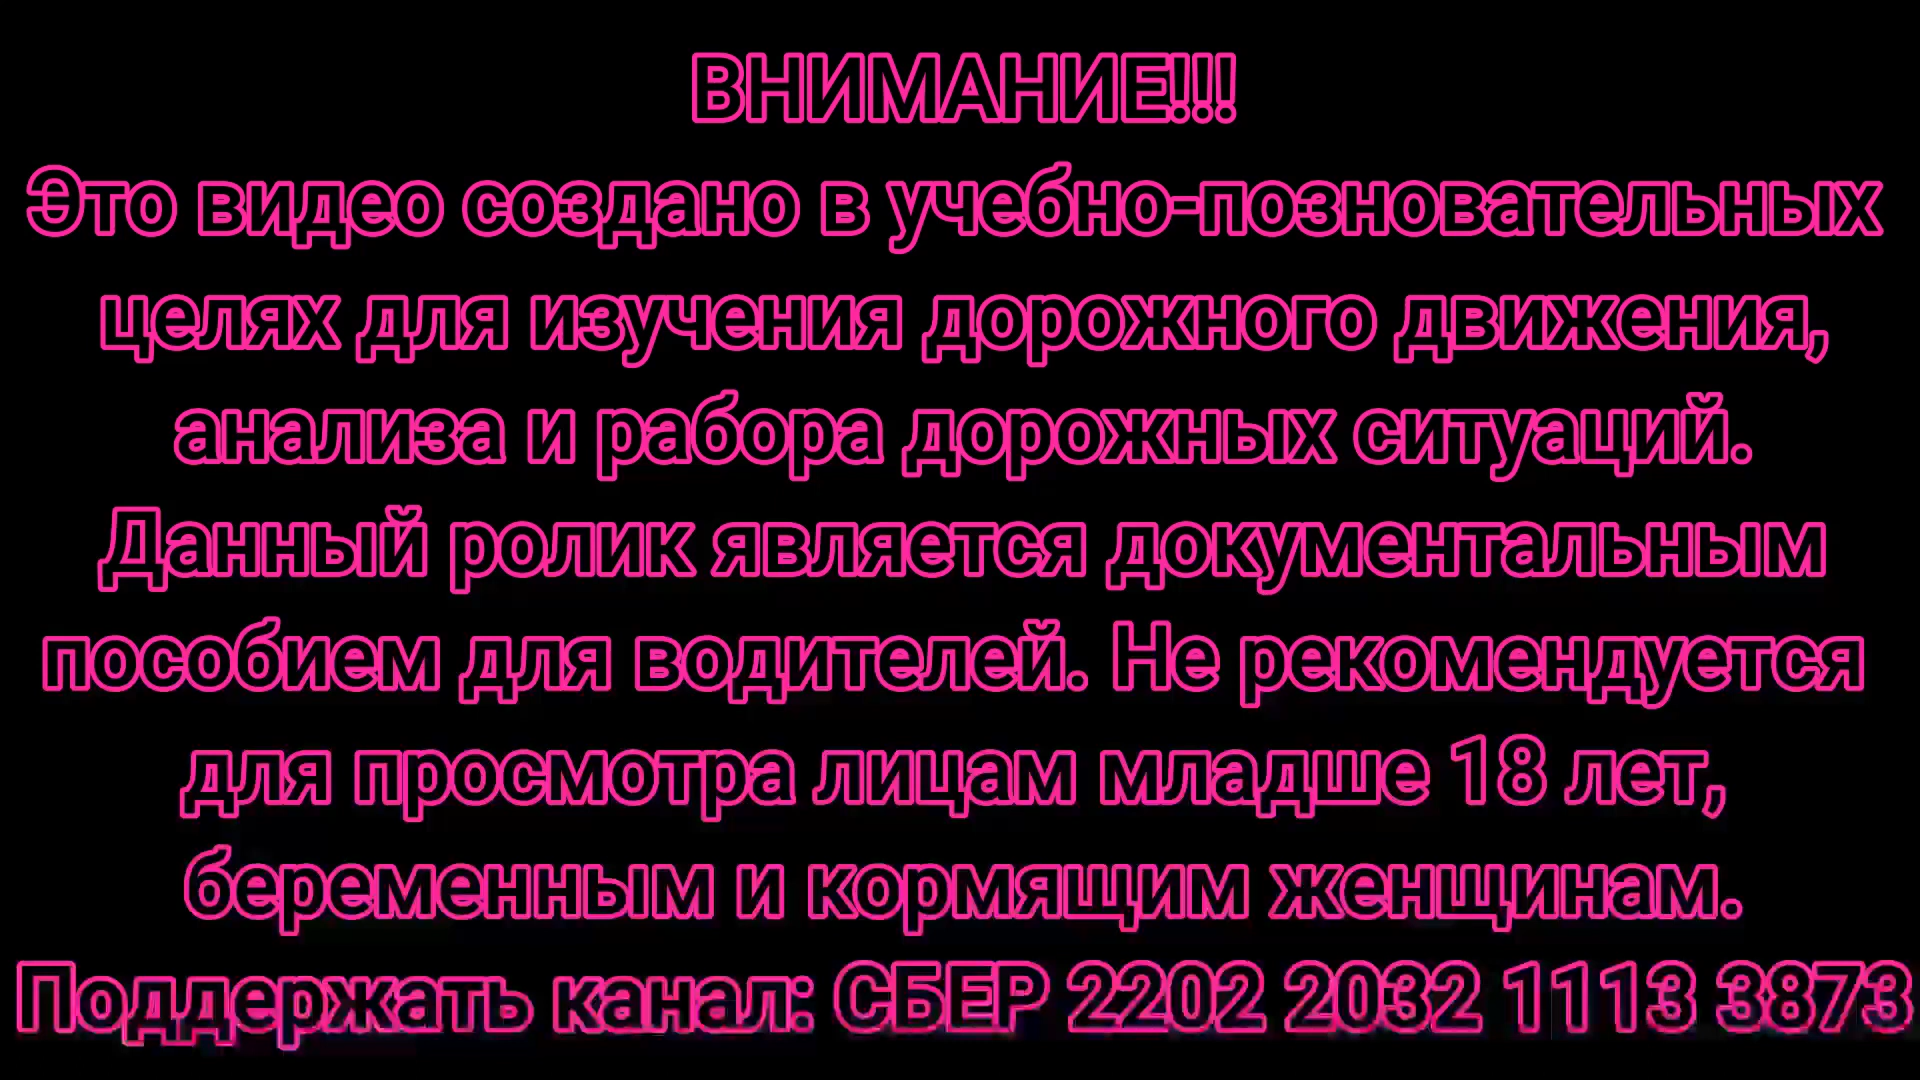 ВНИМАНИЕ!!!
Это видео создано в учебно-позновательных
целях для изучения дорожного движения,
анализа и рабора дорожных ситуаций.
Данный ролик является документальным
пособием для водителей. Не рекомендуется
для просмотра лицам младше 18 лет,
беременным и кормящим женщинам.
Поддержать канал: СБЕР 2202 2032 1113 3873